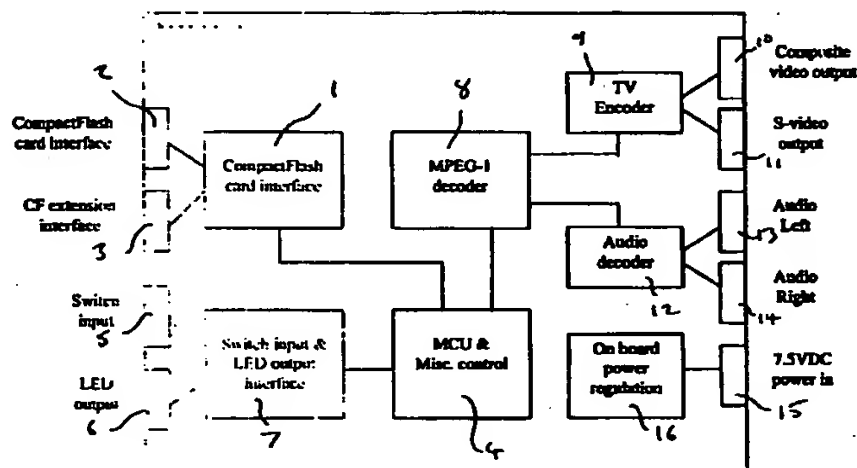 2
CompactFlash
card interface
CF extension
interface
3
Switch
input
5
LED
output
6
1
CompactFlash
card interface
Switch input &
LED output
interface
7
8
MPEG-1
decoder
MCU &
Misc. control
4
9
TV
Encoder
Audio
decoder
12
On board
power
regulation
16
10
Composite
video output
S-video
output
11
Audio
Left
13
Audio
Right
14
7.5VDC
power in
15